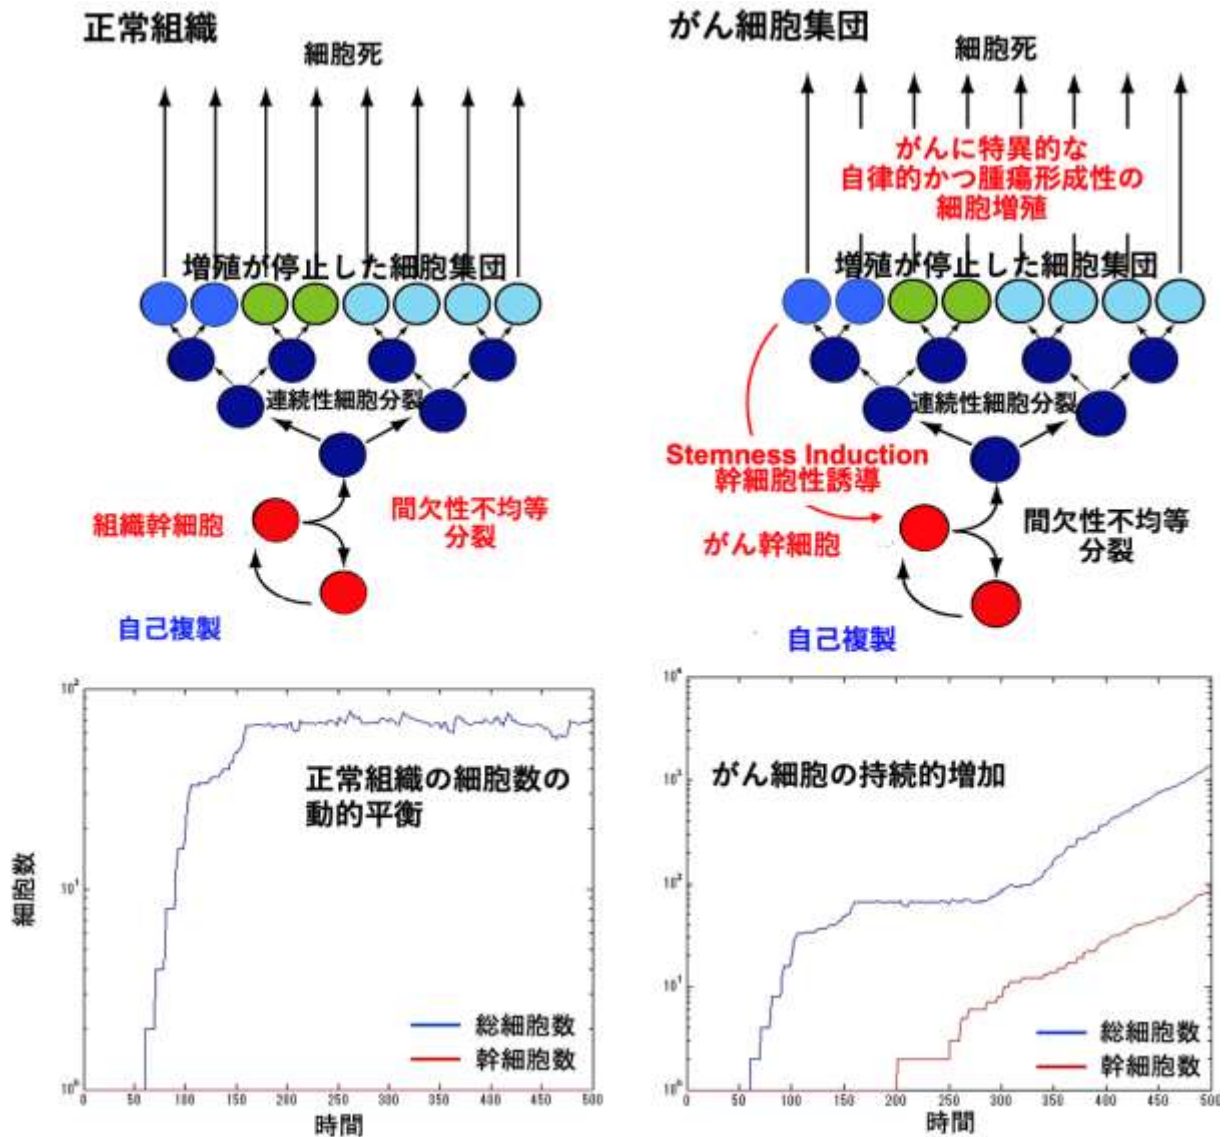 正常組織
細胞死
増殖が停止した細胞集団
連続性細胞分裂
組織幹細胞
間欠性不均等
分裂
自己複製
がん細胞集団
細胞死
がんに特異的な
自律的かつ腫瘍形成性の
細胞増殖
増殖が停止した細胞集団
連続性細胞分裂
Stemness Induction
幹細胞性誘導
がん幹細胞
間欠性不均等
分裂
自己複製
10²
10¹
10⁰
細胞数
正常組織の細胞数の
動的平衡
総細胞数
幹細胞数
0 50 100 150 200 250 300 350 400 450 500
時間
10⁴
10³
10²
10¹
10⁰
がん細胞の持続的増加
総細胞数
幹細胞数
0 50 100 150 200 250 300 350 400 450 500
時間